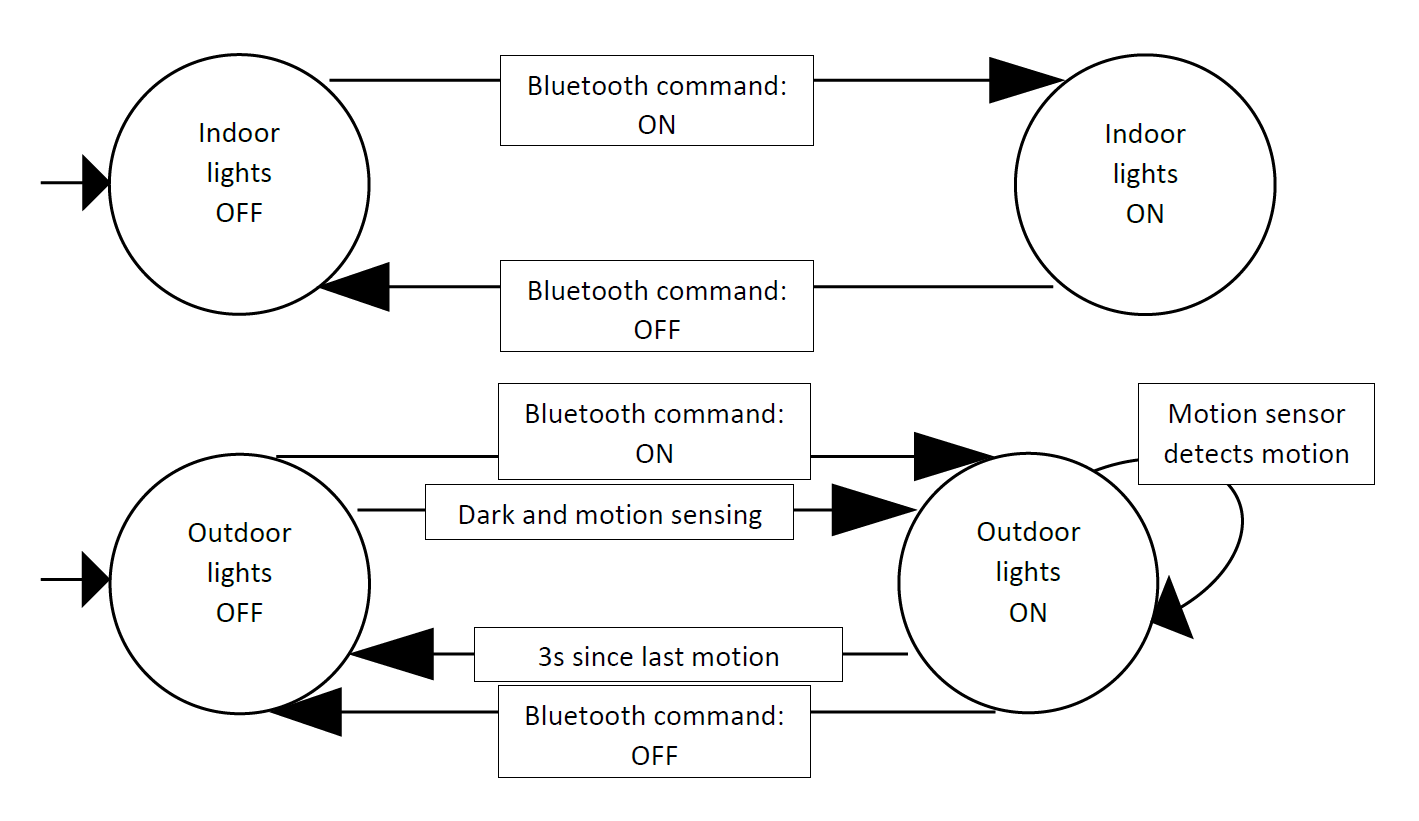 Indoor
lights
OFF
Bluetooth command:
ON
Indoor
lights
ON
Bluetooth command:
OFF
Bluetooth command:
ON
Motion sensor
detects motion
Dark and motion sensing
Outdoor
lights
OFF
Outdoor
lights
ON
3s since last motion
Bluetooth command:
OFF